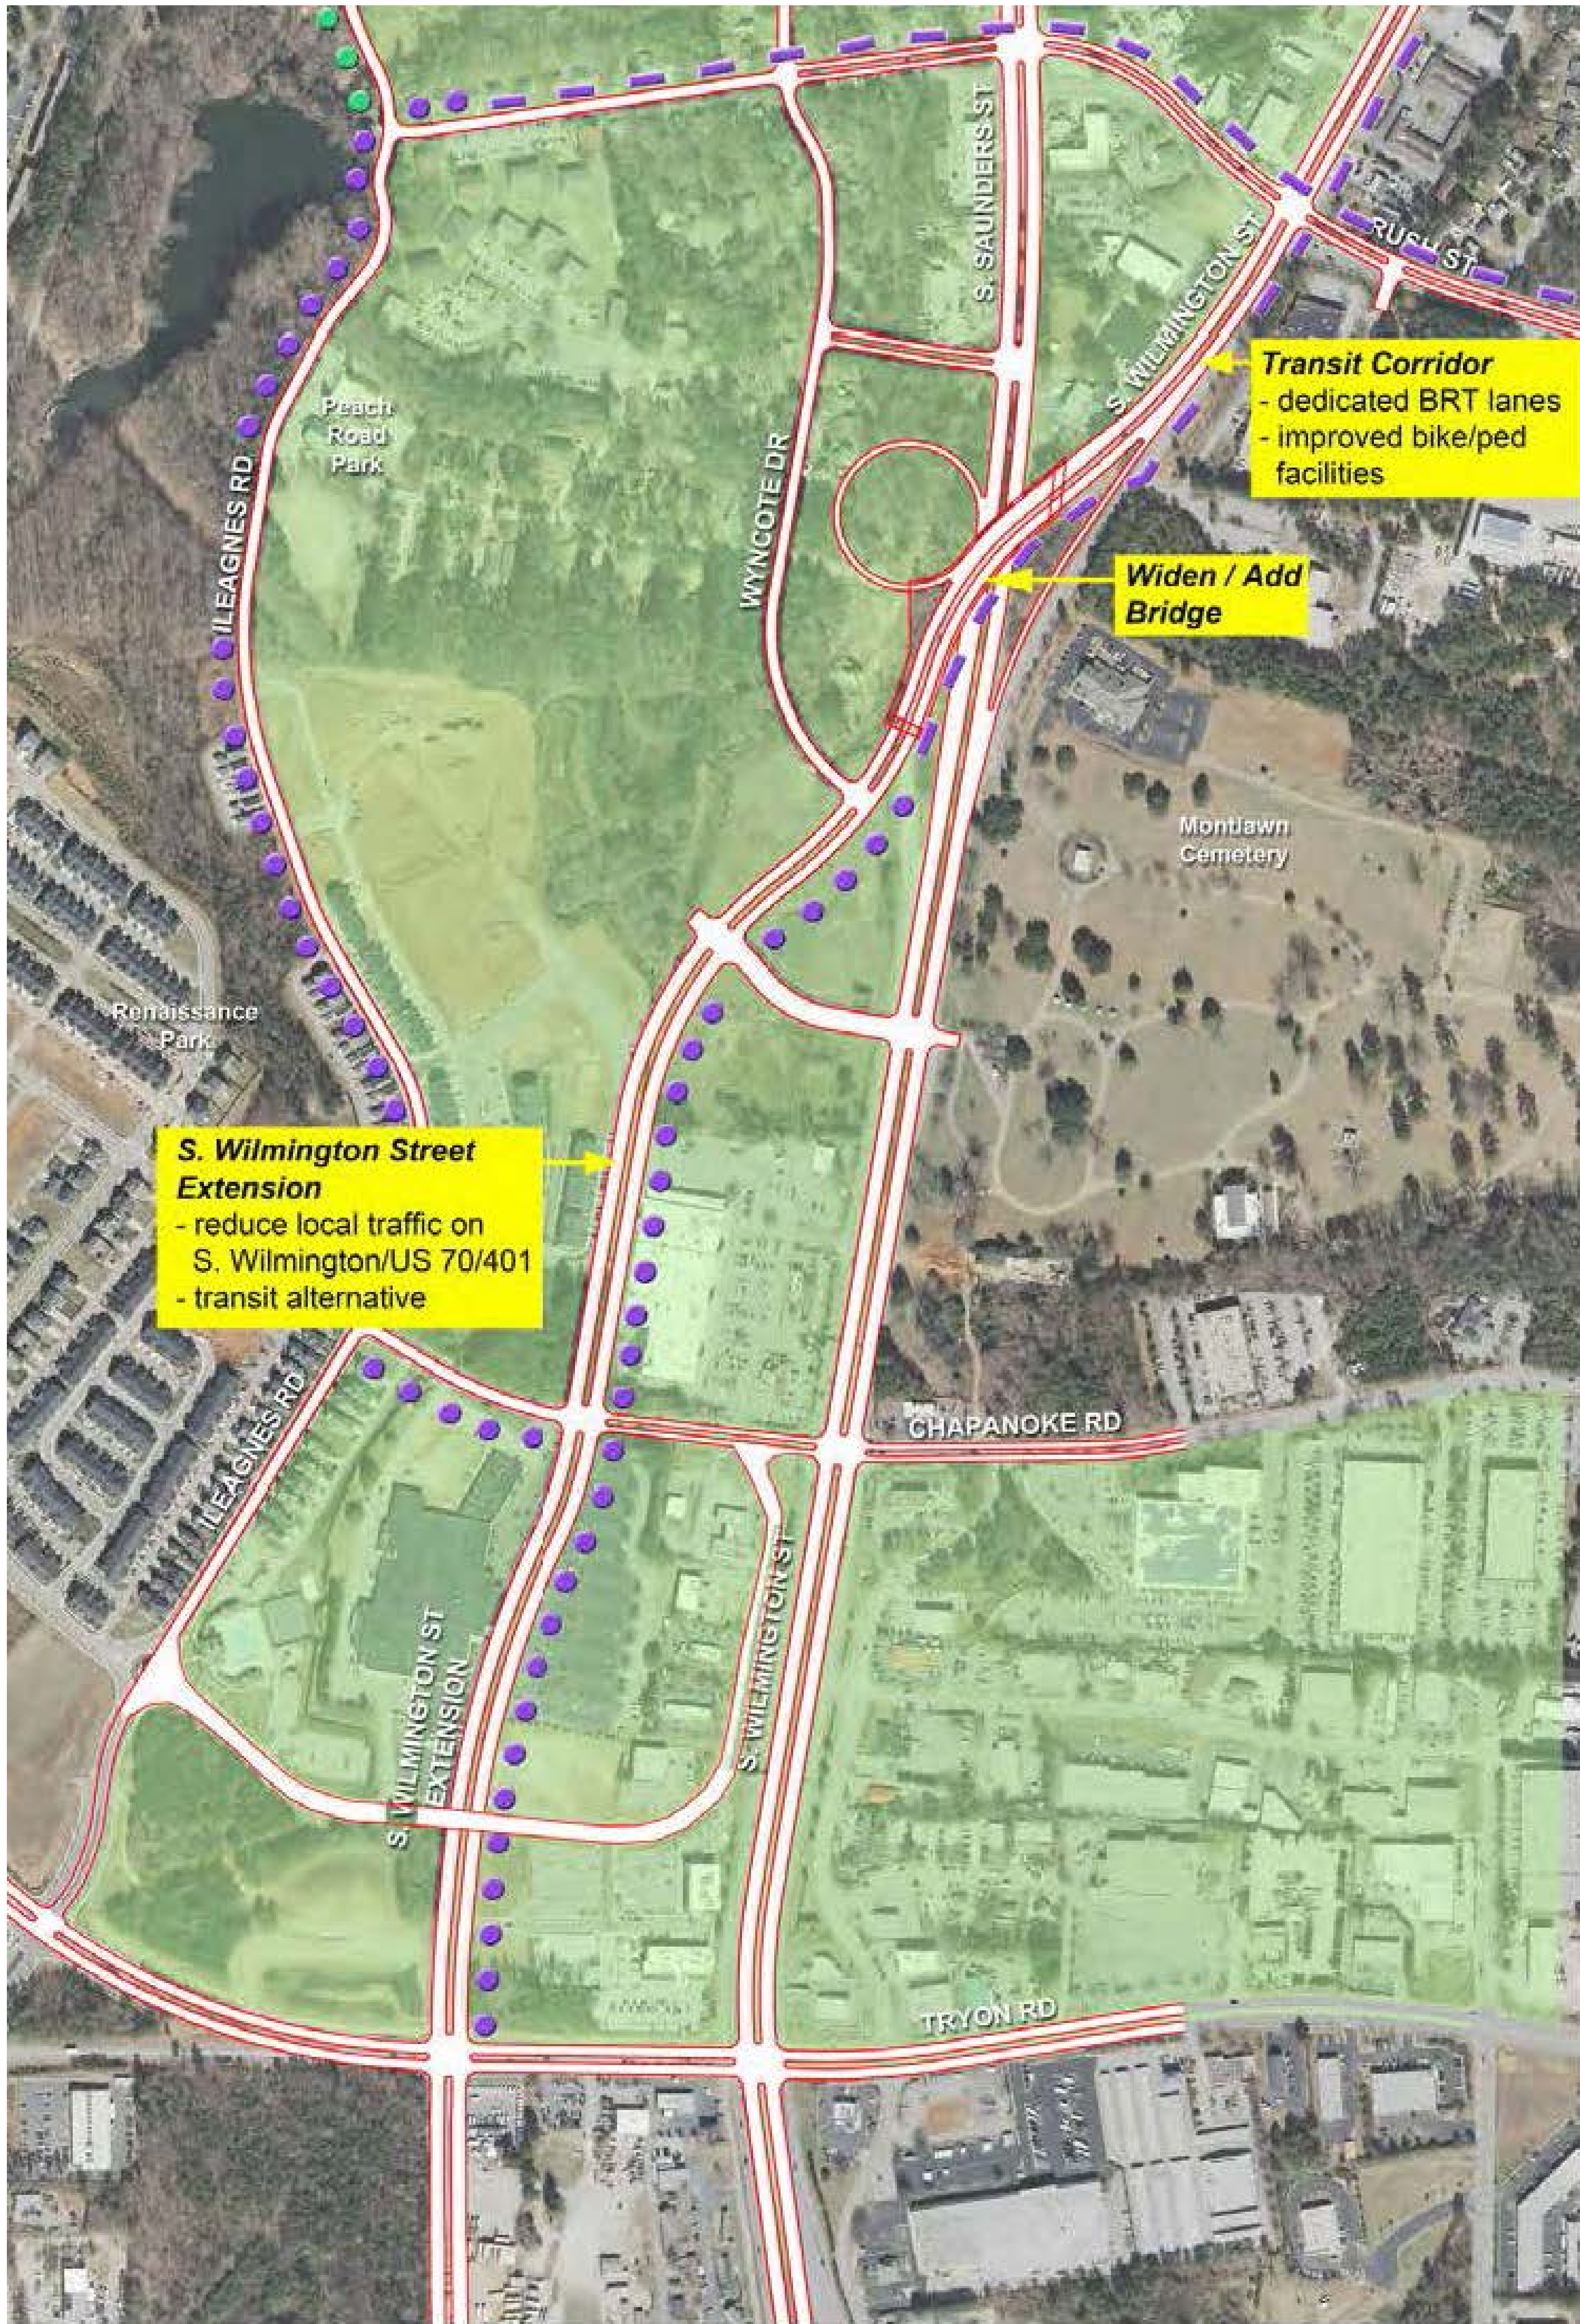 S. SAUNDERS ST
RUSH ST
S. WILMINGTON ST
Transit Corridor
- dedicated BRT lanes
- improved bike/ped
facilities
Peach
Road
Park
ILEAGNES RD
WYNCOTE DR
Widen / Add
Bridge
Montlawn
Cemetery
Renaissance
Park
S. Wilmington Street
Extension
- reduce local traffic on
S. Wilmington/US 70/401
- transit alternative
CHAPANOKE RD
ILEAGNES RD
S. WILMINGTON ST
S. WILMINGTON ST
EXTENSION
TRYON RD